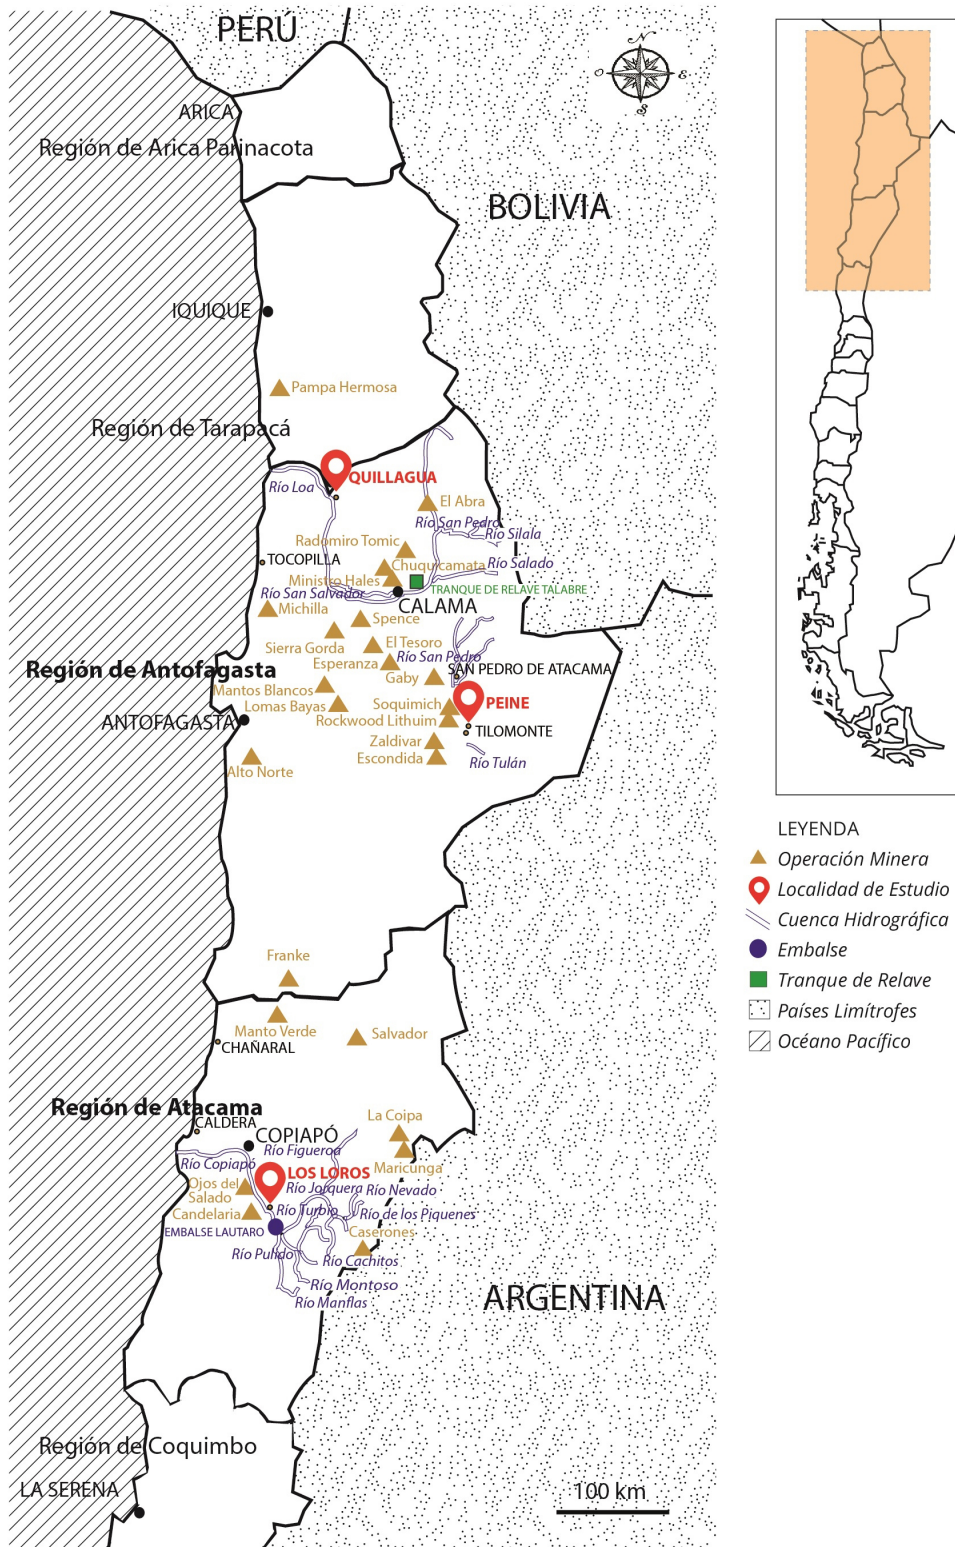 PERÚ
N
O
E
S
ARICA
Región de Arica Parinacota
BOLIVIA
IQUIQUE
Pampa Hermosa
Región de Tarapacá
QUILLAGUA
Río Loa
El Abra
Río San Pedro
Río Silala
Radomiro Tomic
TOCOPILLA
Chuquicamata
Río Salado
Ministro Hales
TRANQUE DE RELAVE TALABRE
Río San Salvador
CALAMA
Michilla
Spence
El Tesoro
Sierra Gorda
Río San Pedro
Esperanza
SAN PEDRO DE ATACAMA
Región de Antofagasta
Gaby
Mantos Blancos
PEINE
Soquimich
Lomas Bayas
Rockwood Lithuim
ANTOFAGASTA
TILOMONTE
Zaldivar
Escondida
Río Tulán
Alto Norte
Franke
Manto Verde
Salvador
CHAÑARAL
Región de Atacama
La Coipa
CALDERA
COPIAPÓ
Río Figueroa
Río Copiapó
Maricunga
LOS LOROS
Ojos del
Salado
Río Jorquera
Río Nevado
Candelaria
Río Turbio
Río de los Piquenes
EMBALSE LAUTARO
Caserones
Río Pulido
Río Cachitos
Río Montoso
Río Manflas
ARGENTINA
Región de Coquimbo
LA SERENA
100 km
LEYENDA
Operación Minera
Localidad de Estudio
Cuenca Hidrográfica
Embalse
Tranque de Relave
Países Limítrofes
Océano Pacífico